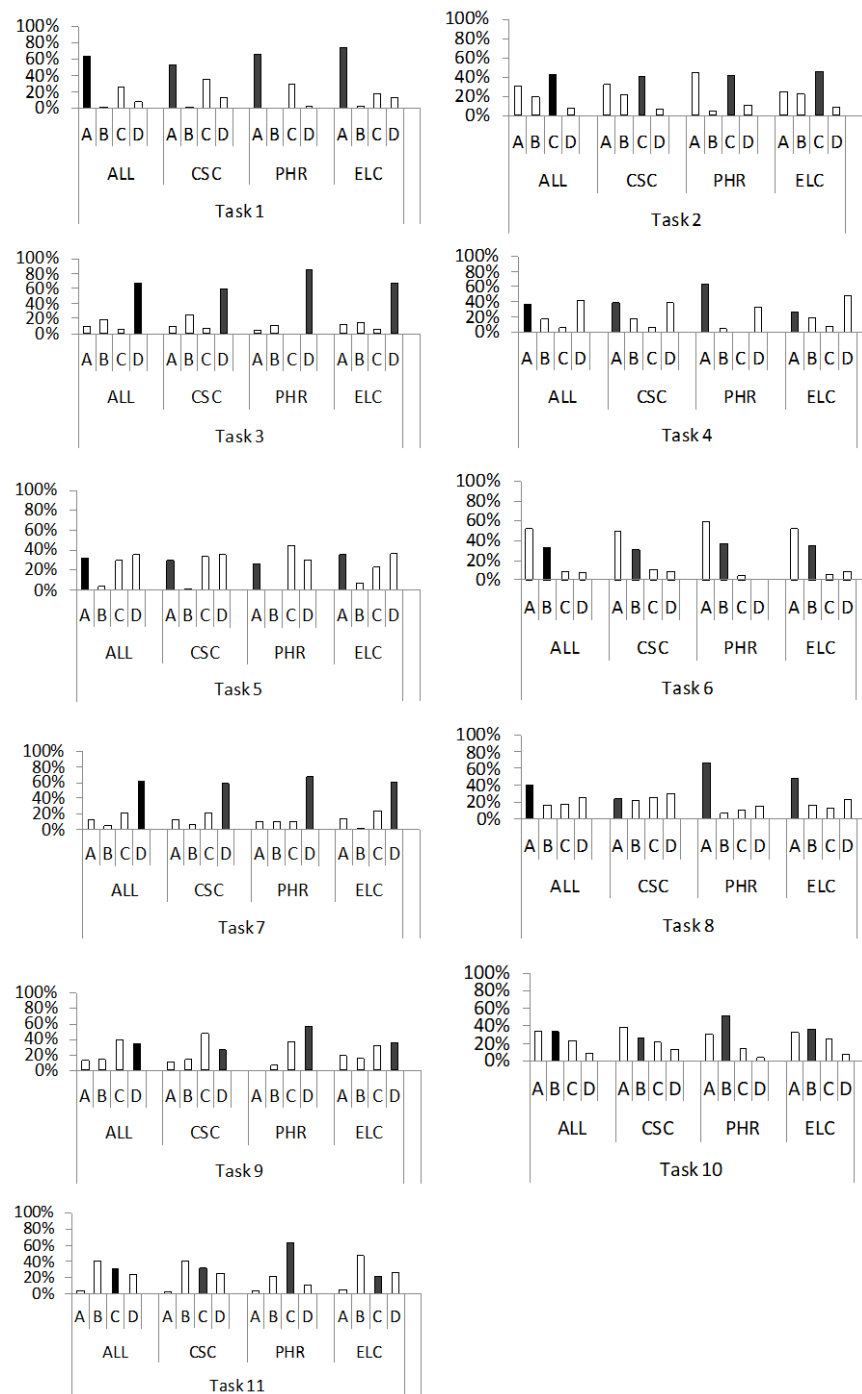 100%
80%
60%
40%
20%
0%
A B C D A B C D A B C D A B C D
ALL CSC PHR ELC
Task 1
100%
80%
60%
40%
20%
0%
A B C D A B C D A B C D A B C D
ALL CSC PHR ELC
Task 2
100%
80%
60%
40%
20%
0%
A B C D A B C D A B C D A B C D
ALL CSC PHR ELC
Task 3
100%
80%
60%
40%
20%
0%
A B C D A B C D A B C D A B C D
ALL CSC PHR ELC
Task 4
100%
80%
60%
40%
20%
0%
A B C D A B C D A B C D A B C D
ALL CSC PHR ELC
Task 5
100%
80%
60%
40%
20%
0%
A B C D A B C D A B C D A B C D
ALL CSC PHR ELC
Task 6
100%
80%
60%
40%
20%
0%
A B C D A B C D A B C D A B C D
ALL CSC PHR ELC
Task 7
100%
80%
60%
40%
20%
0%
A B C D A B C D A B C D A B C D
ALL CSC PHR ELC
Task 8
100%
80%
60%
40%
20%
0%
A B C D A B C D A B C D A B C D
ALL CSC PHR ELC
Task 9
100%
80%
60%
40%
20%
0%
A B C D A B C D A B C D A B C D
ALL CSC PHR ELC
Task 10
100%
80%
60%
40%
20%
0%
A B C D A B C D A B C D A B C D
ALL CSC PHR ELC
Task 11